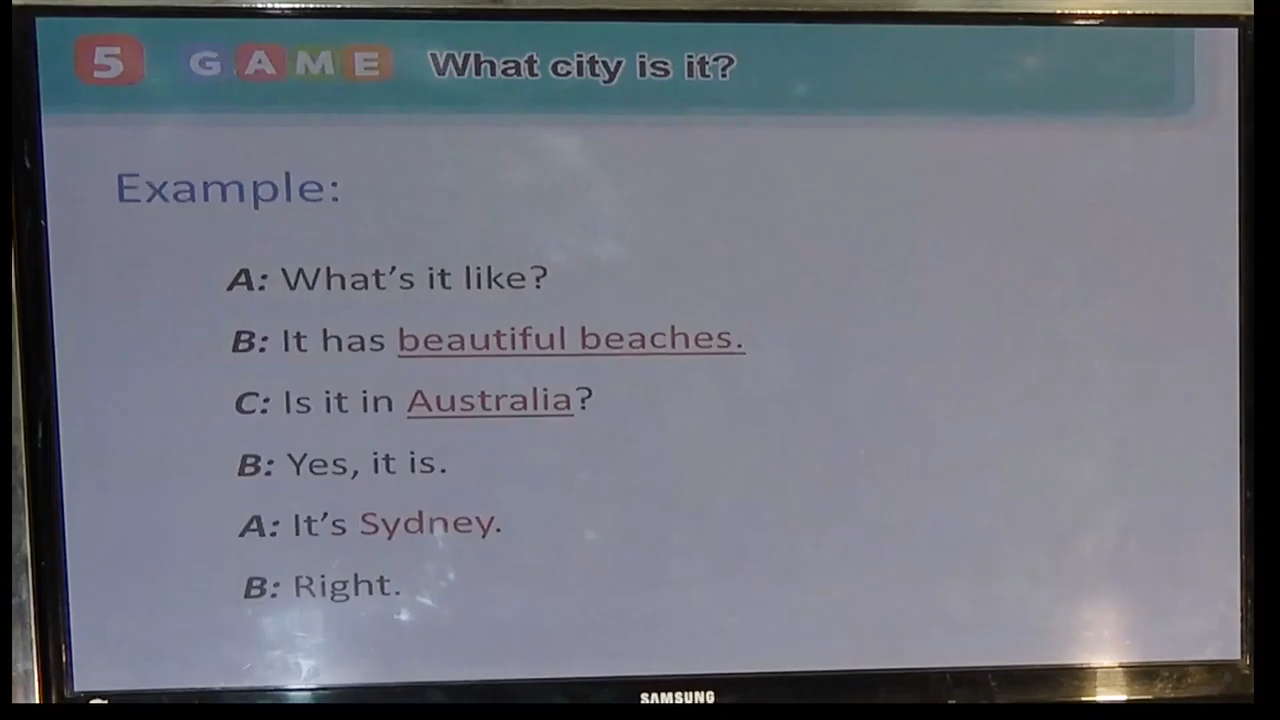 5 GAME What city is it?
Example:
A: What's it like?
B: It has beautiful beaches.
C: Is it in Australia?
B: Yes, it is.
A: It's Sydney.
B: Right.
SAMSUNG